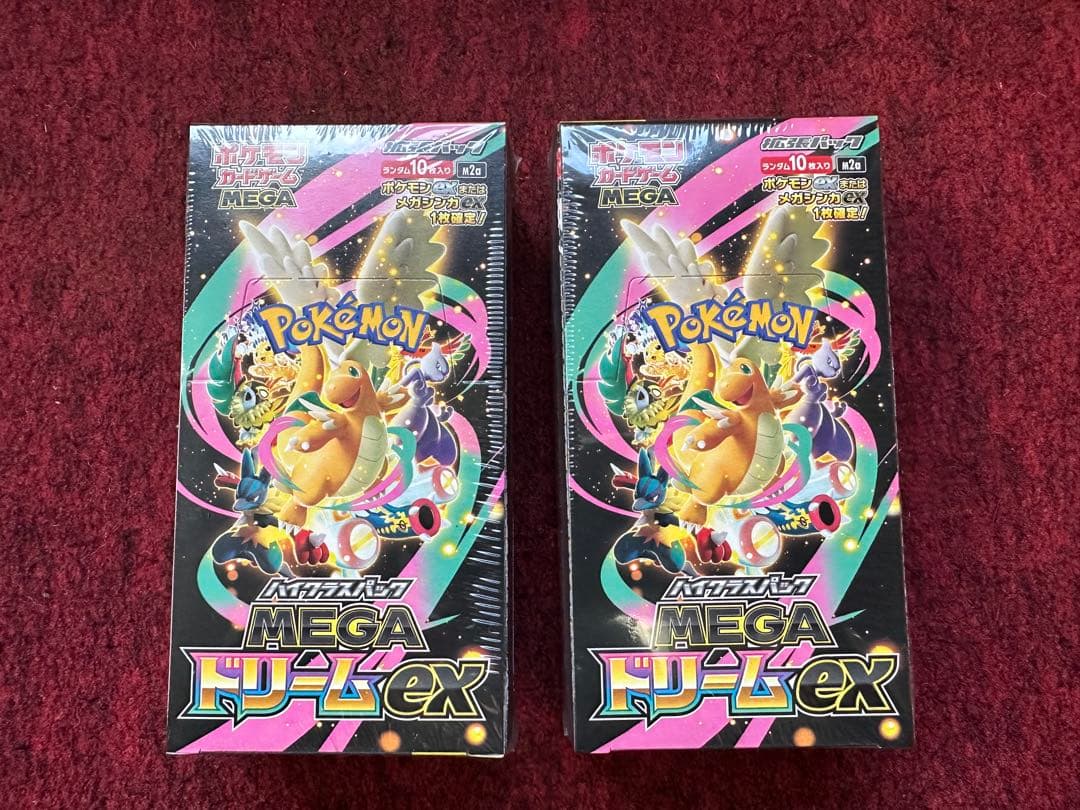 ポケモン
カードゲーム
MEGA
拡張パック
ランダム10枚入り
M2a
ポケモンexまたは
メガシンカex
1枚確定!
POKéMON
ハイクラスパック
MEGA
ドリームex
ポケモン
カードゲーム
MEGA
拡張パック
ランダム10枚入り
M2a
ポケモンexまたは
メガシンカex
1枚確定!
POKéMON
ハイクラスパック
MEGA
ドリームex